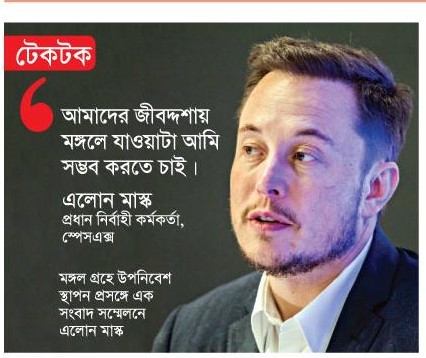 টেকটক
আমাদের জীবদ্দশায়
মঙ্গলে যাওয়াটা আমি
সম্ভব করতে চাই।
এলোন মাস্ক
প্রধান নির্বাহী কর্মকর্তা,
স্পেসএক্স
মঙ্গল গ্রহে উপনিবেশ
স্থাপন প্রসঙ্গে এক
সংবাদ সম্মেলনে
এলোন মাস্ক